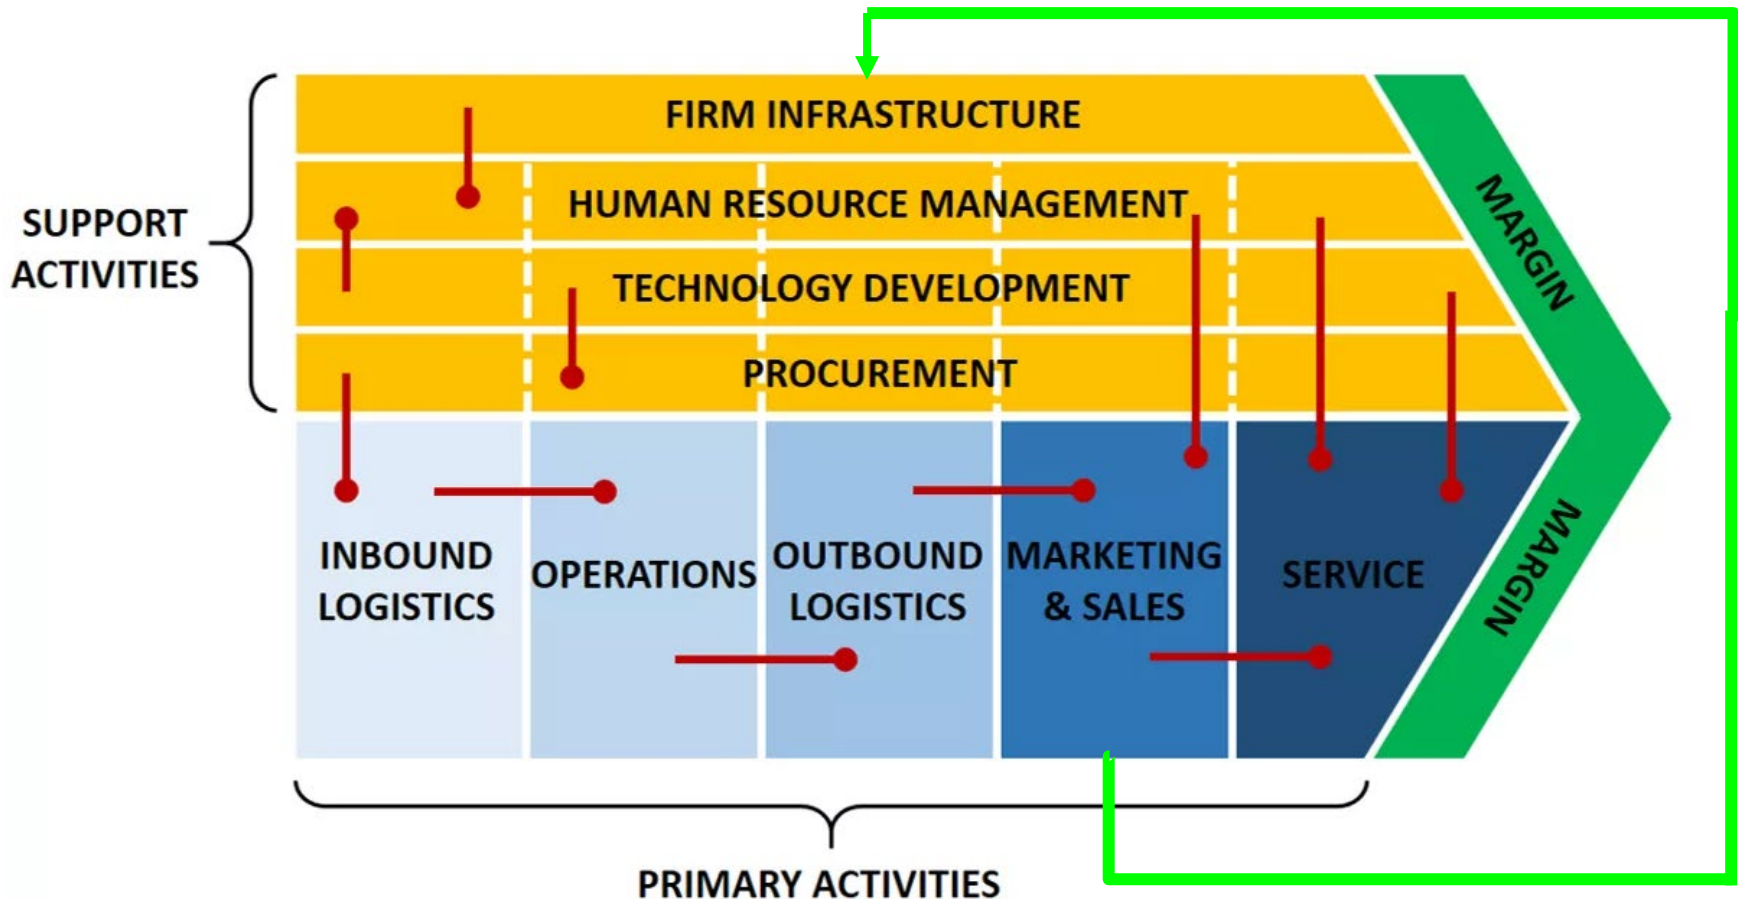 FIRM INFRASTRUCTURE
HUMAN RESOURCE MANAGEMENT
TECHNOLOGY DEVELOPMENT
PROCUREMENT
SUPPORT
ACTIVITIES
MARGIN
MARGIN
INBOUND
LOGISTICS
OPERATIONS
OUTBOUND
LOGISTICS
MARKETING
& SALES
SERVICE
PRIMARY ACTIVITIES